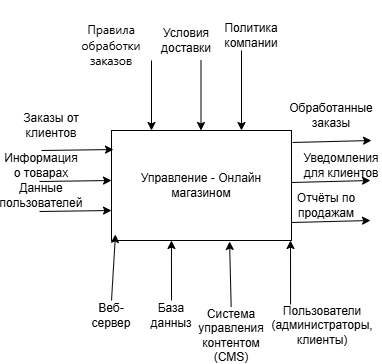 Правила
обработки
заказов
Условия
доставки
Политика
компании
Заказы от
клиентов
Информация
о товарах
Данные
пользователей
Управление - Онлайн
магазином
Обработанные
заказы
Уведомления
для клиентов
Отчёты по
продажам
Веб-
сервер
База
данныз
Система
управления
контентом
(CMS)
Пользователи
(администраторы,
клиенты)